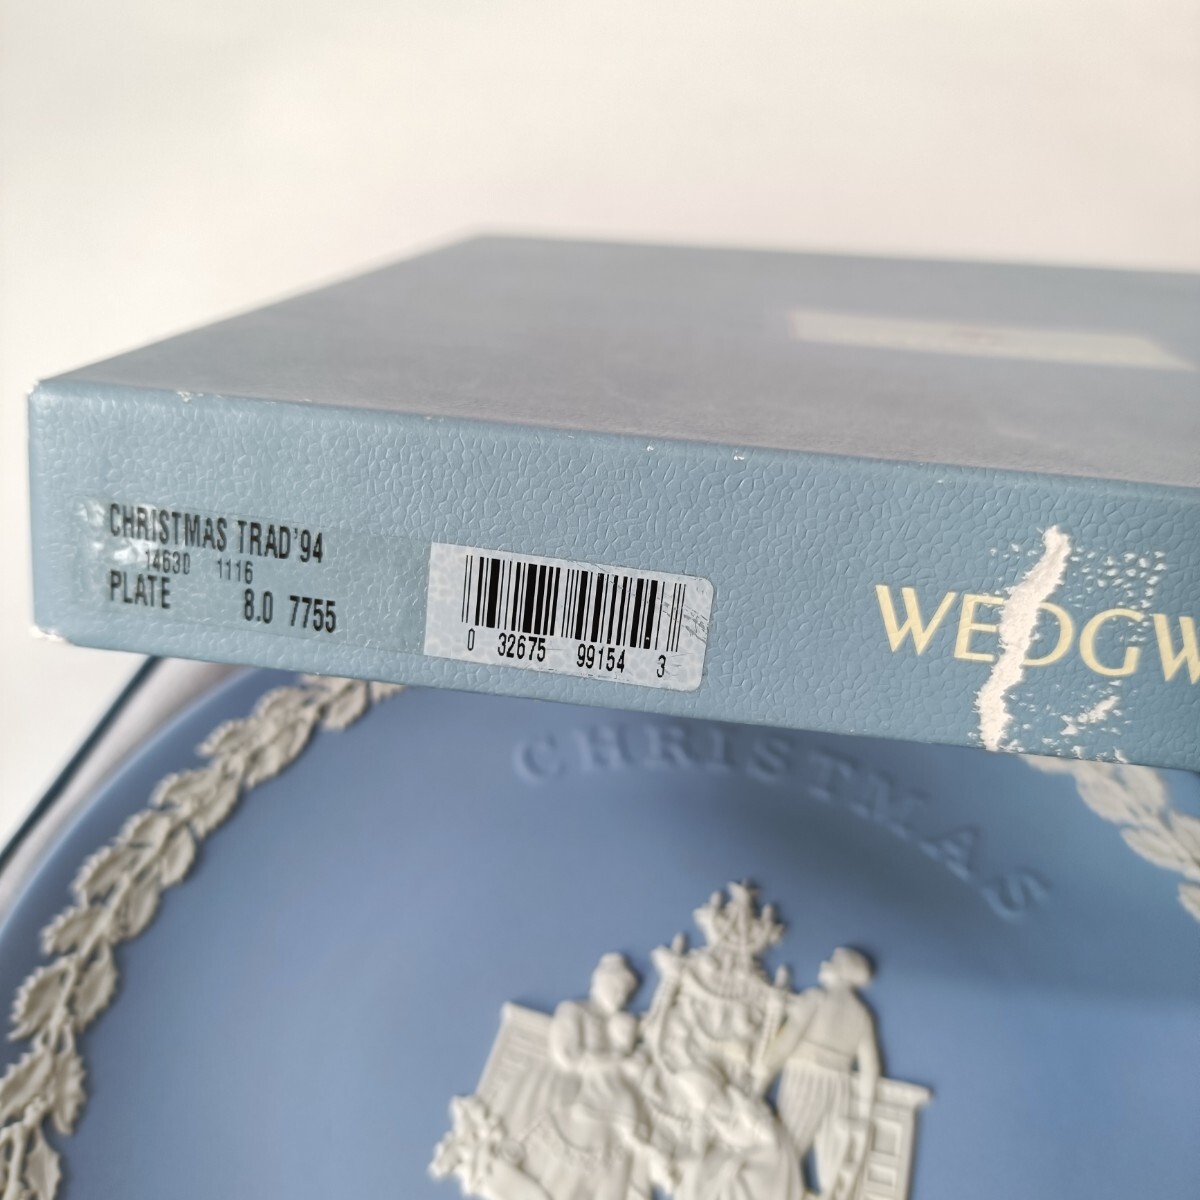 CHRISTMAS TRAD'94
14630 1116
PLATE 8.0 7755
0 32675 99154 3
WEDGW
CHRISTMAS